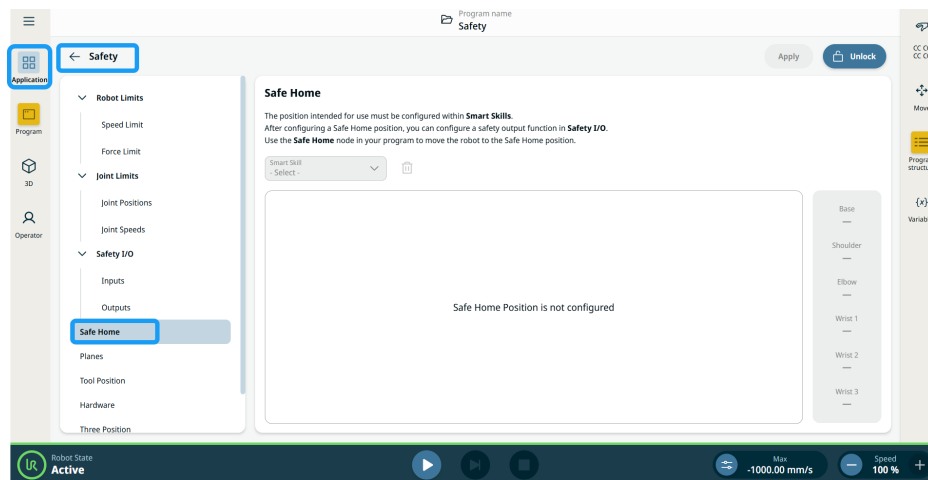 Program name
Safety
Application
Program
3D
Operator
Safety
Apply
Unlock
Robot Limits
Speed Limit
Force Limit
Joint Limits
Joint Positions
Joint Speeds
Safety I/O
Inputs
Outputs
Safe Home
Planes
Tool Position
Hardware
Three Position
Safe Home
The position intended for use must be configured within Smart Skills.
After configuring a Safe Home position, you can configure a safety output function in Safety I/O.
Use the Safe Home node in your program to move the robot to the Safe Home position.
Smart Skill
- Select -
Safe Home Position is not configured
Base
—
Shoulder
—
Elbow
—
Wrist 1
—
Wrist 2
—
Wrist 3
—
CC
CC
Move
{x}
UR
Robot State
Active
Max
-1000.00 mm/s
Speed
100 %